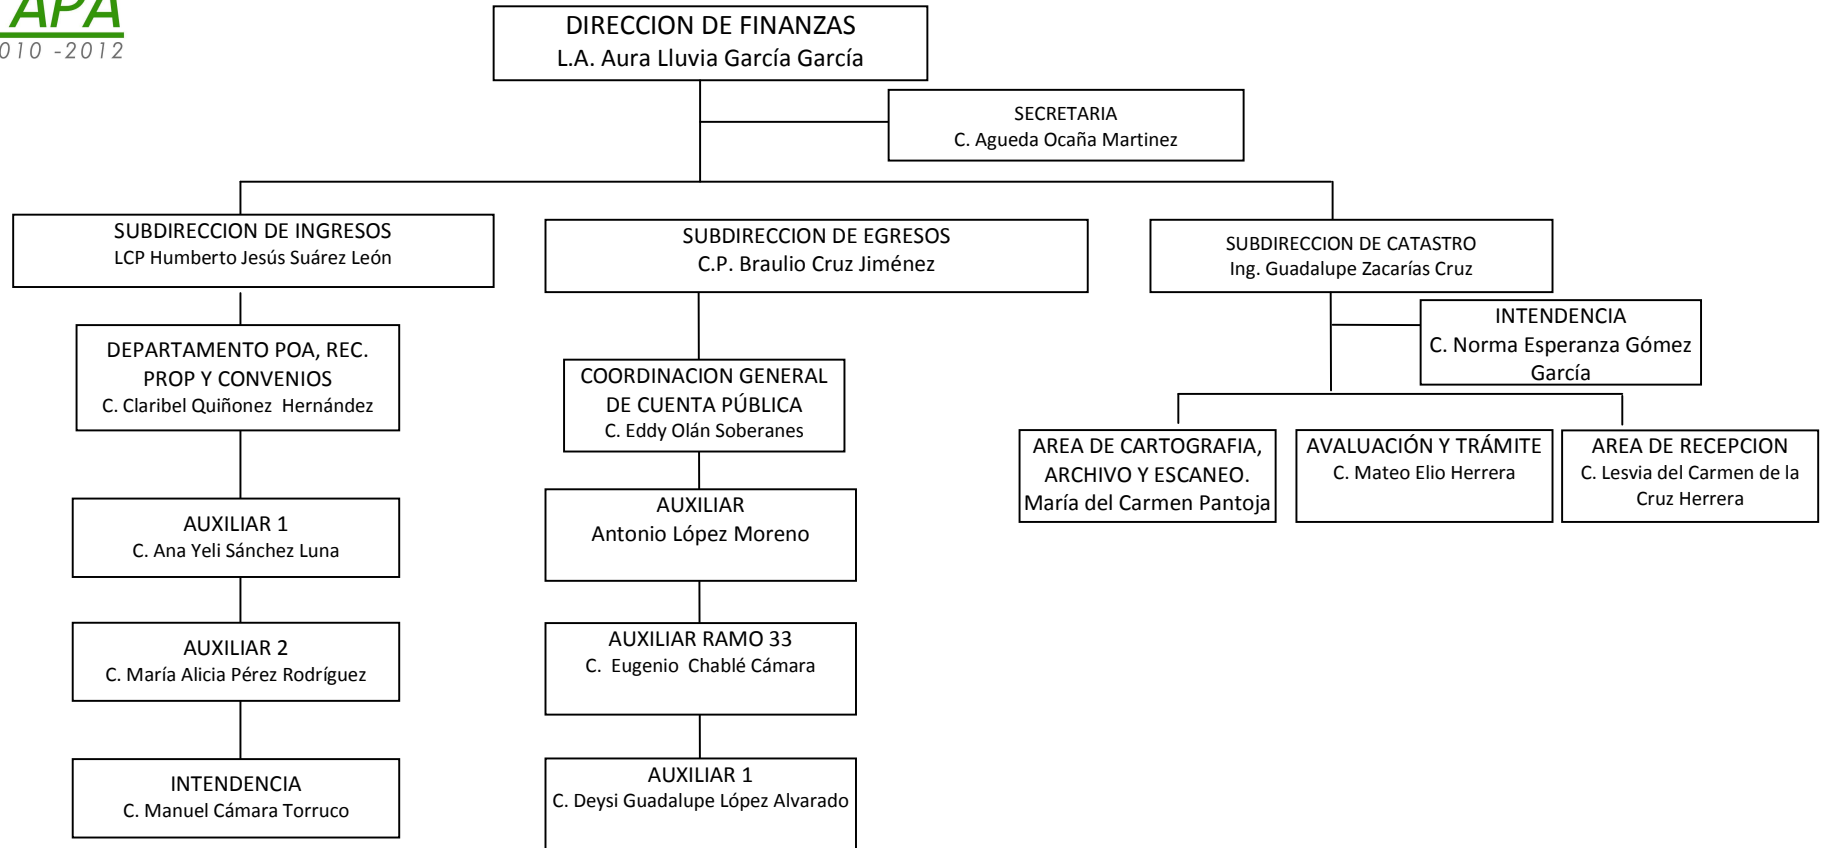 APA
010 -2012
DIRECCION DE FINANZAS
L.A. Aura Lluvia García García
SECRETARIA
C. Agueda Ocaña Martinez
SUBDIRECCION DE INGRESOS
LCP Humberto Jesús Suárez León
SUBDIRECCION DE EGRESOS
C.P. Braulio Cruz Jiménez
SUBDIRECCION DE CATASTRO
Ing. Guadalupe Zacarías Cruz
INTENDENCIA
C. Norma Esperanza Gómez
García
DEPARTAMENTO POA, REC.
PROP Y CONVENIOS
C. Claribel Quiñonez  Hernández
COORDINACION GENERAL
DE CUENTA PÚBLICA
C. Eddy Olán Soberanes
AREA DE CARTOGRAFIA,
ARCHIVO Y ESCANEO.
María del Carmen Pantoja
AVALUACIÓN Y TRÁMITE
C. Mateo Elio Herrera
AREA DE RECEPCION
C. Lesvia del Carmen de la
Cruz Herrera
AUXILIAR 1
C. Ana Yeli Sánchez Luna
AUXILIAR
Antonio López Moreno
AUXILIAR 2
C. María Alicia Pérez Rodríguez
AUXILIAR RAMO 33
C.  Eugenio  Chablé Cámara
INTENDENCIA
C. Manuel Cámara Torruco
AUXILIAR 1
C. Deysi Guadalupe López Alvarado